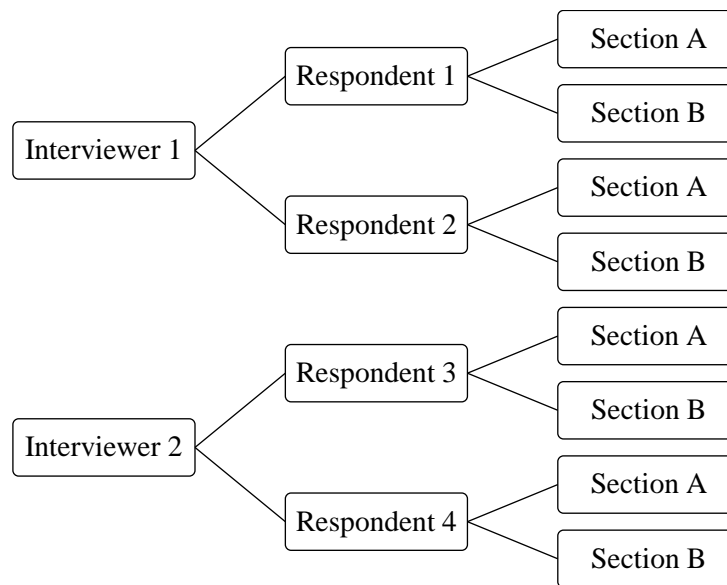 Section A
Respondent 1
Section B
Interviewer 1
Section A
Respondent 2
Section B
Section A
Respondent 3
Section B
Interviewer 2
Section A
Respondent 4
Section B